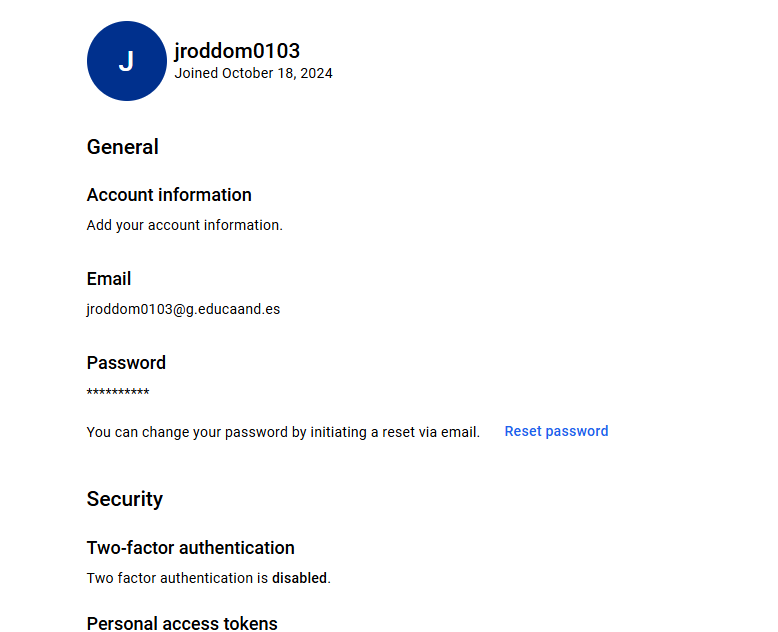 J
jroddom0103
Joined October 18, 2024
General
Account information
Add your account information.
Email
jroddom0103@g.educaand.es
Password
**********
You can change your password by initiating a reset via email. Reset password
Security
Two-factor authentication
Two factor authentication is disabled.
Personal access tokens